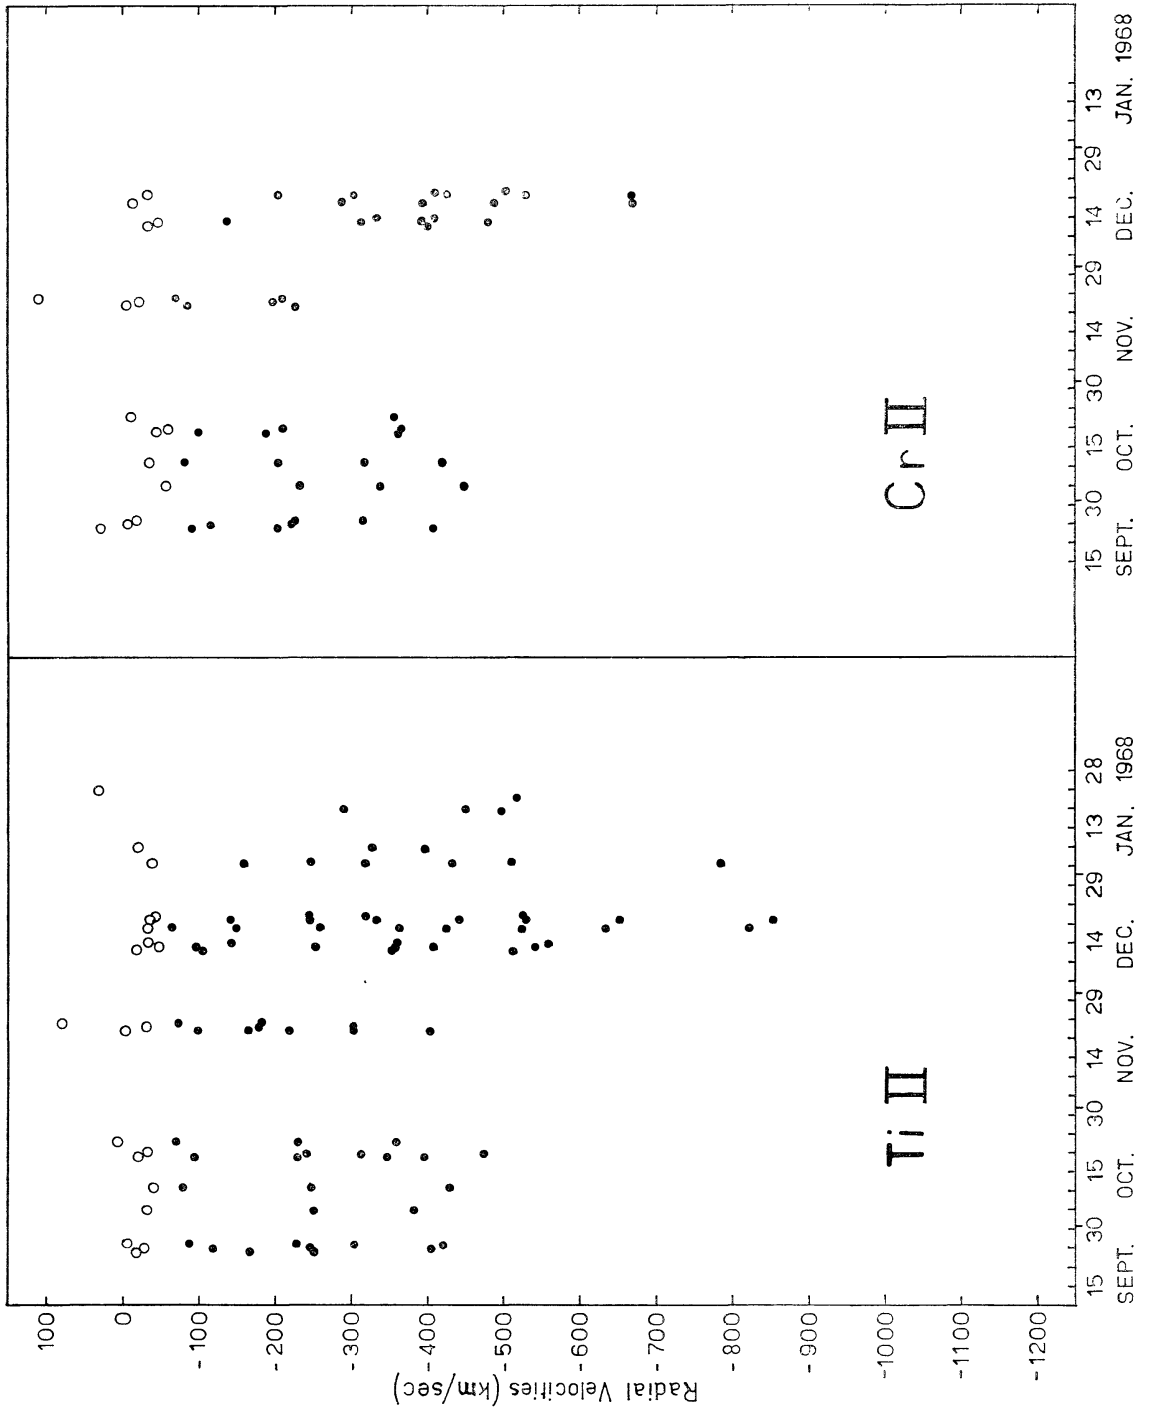 Radial Velocities (km/sec)
100
0
-100
-200
-300
-400
-500
-600
-700
-800
-900
-1000
-1100
-1200
Ti II
15 30 15 30 14 29 14 29 13 28
SEPT. OCT. NOV. DEC. JAN. 1968
Cr II
15 30 15 30 14 29 14 29 13
SEPT. OCT. NOV. DEC. JAN. 1968